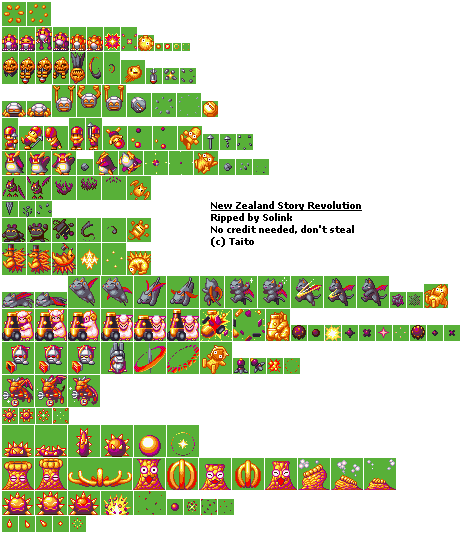 New Zealand Story Revolution
Ripped by Solink
No credit needed, don't steal
(c) Taito